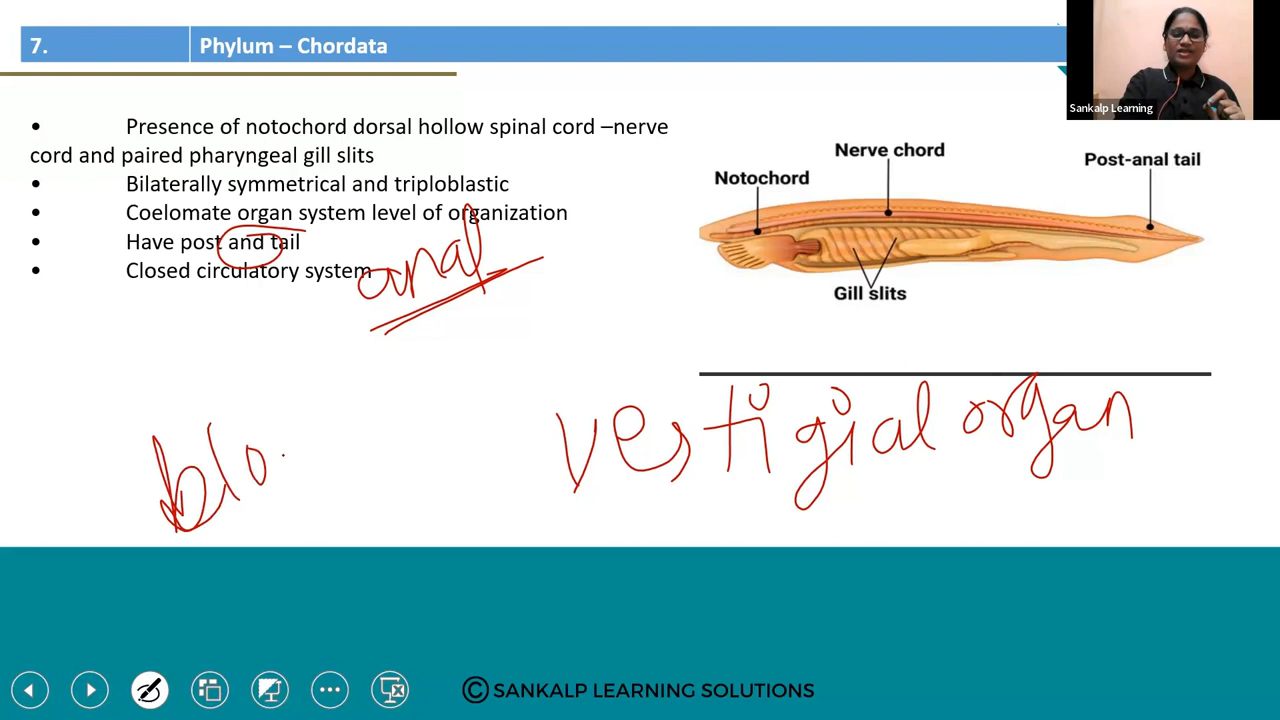 7. Phylum – Chordata
Sankalp Learning
• Presence of notochord dorsal hollow spinal cord –nerve
cord and paired pharyngeal gill slits
• Bilaterally symmetrical and triploblastic
• Coelomate organ system level of organization
• Have post and tail
• Closed circulatory system
anal
Nerve chord
Post-anal tail
Notochord
Gill slits
vestigial organ
blo
© SANKALP LEARNING SOLUTIONS